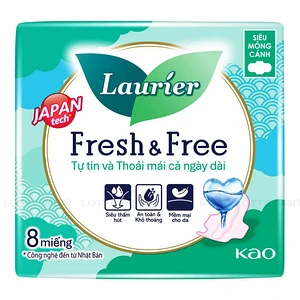 SIÊU
MỎNG
CÁNH
Laurier
JAPAN
tech*
Fresh & Free
Tự tin và Thoải mái cả ngày dài
Siêu thấm
hút
An toàn &
Khô thoáng
Mềm mại
cho da
8 miếng
*Công nghệ đến từ Nhật Bản
Kao